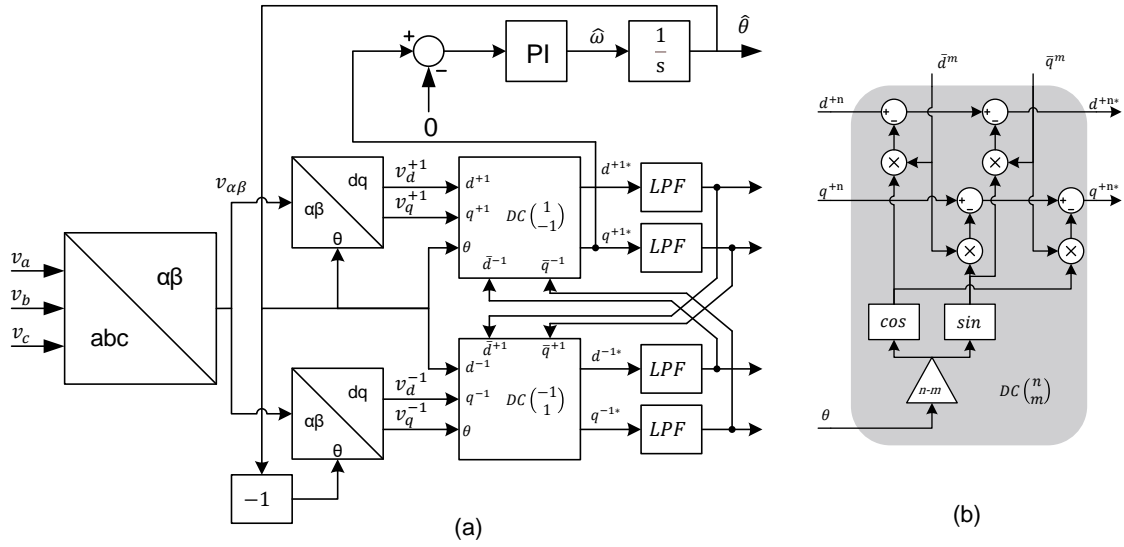 θ̂
PI
ω̂
1
s
+
−
0
d̄ᵐ
q̄ᵐ
d⁺ⁿ
+
−
+
−
d⁺ⁿ*
×
×
q⁺ⁿ
+
−
+
−
q⁺ⁿ*
×
×
cos
sin
n-m
DC(n m)
θ
(b)
v_αβ
αβ
dq
θ
v_d⁺¹
v_q⁺¹
d⁺¹
q⁺¹
θ
DC(1 −1)
d̄⁻¹
q̄⁻¹
d⁺¹*
q⁺¹*
LPF
LPF
v_a
v_b
v_c
αβ
abc
d̄⁺¹
q̄⁺¹
d⁻¹
q⁻¹
θ
DC(−1 1)
d⁻¹*
q⁻¹*
LPF
LPF
αβ
dq
θ
v_d⁻¹
v_q⁻¹
−1
(a)